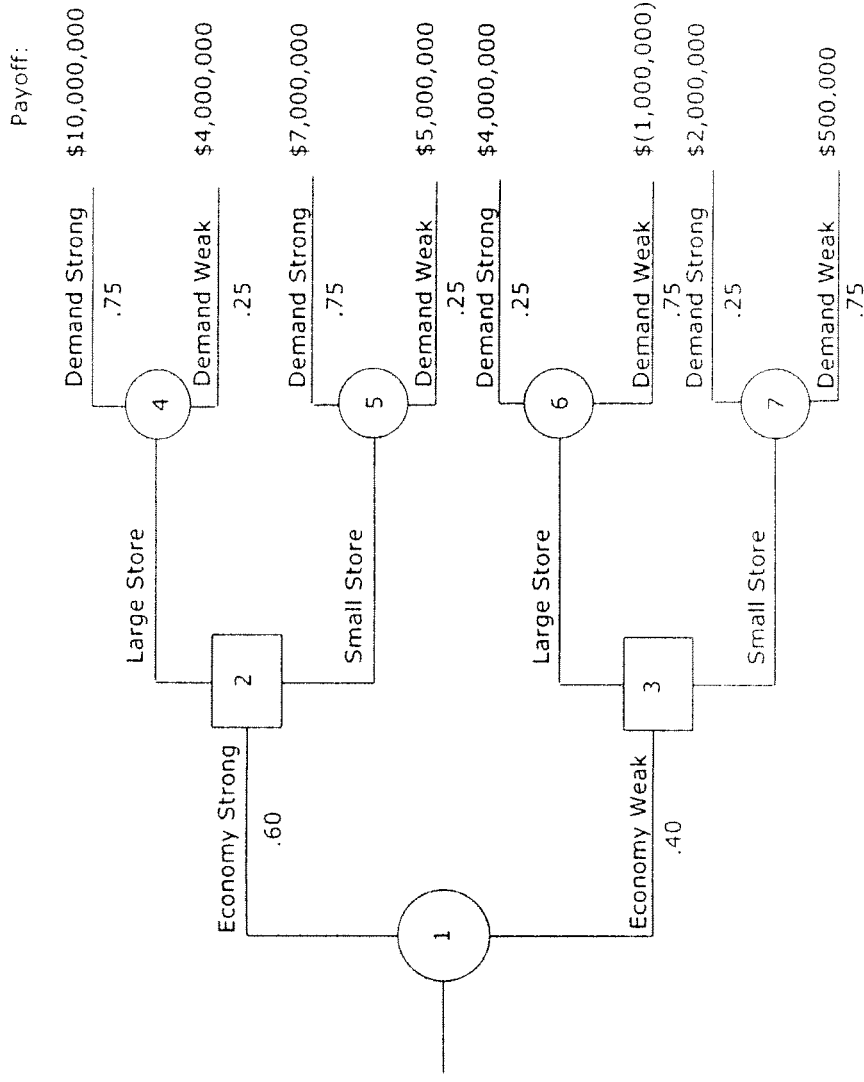 Payoff:
Demand Strong $10,000,000
.75
4
Large Store
Demand Weak $4,000,000
.25
2
Economy Strong
.60
Demand Strong $7,000,000
.75
5
Small Store
Demand Weak $5,000,000
.25
1
Demand Strong $4,000,000
.25
6
Large Store
Demand Weak $(1,000,000)
.75
3
Economy Weak
.40
Demand Strong $2,000,000
.25
7
Small Store
Demand Weak $500.000
.75